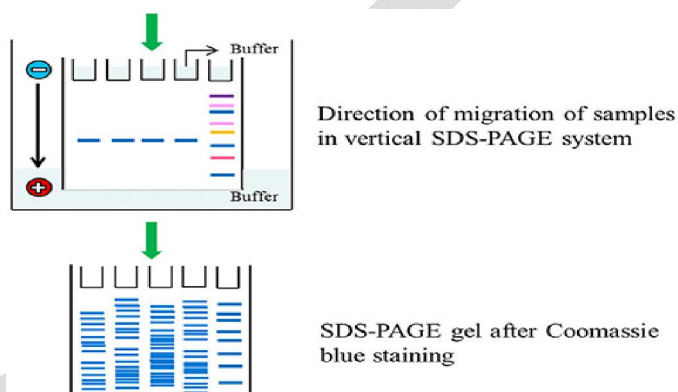 Buffer
Direction of migration of samples
in vertical SDS-PAGE system
Buffer
SDS-PAGE gel after Coomassie
blue staining